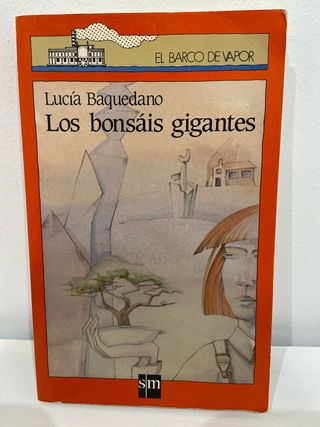 EL BARCO DE VAPOR
Lucía Baquedano
Los bonsáis gigantes
sm